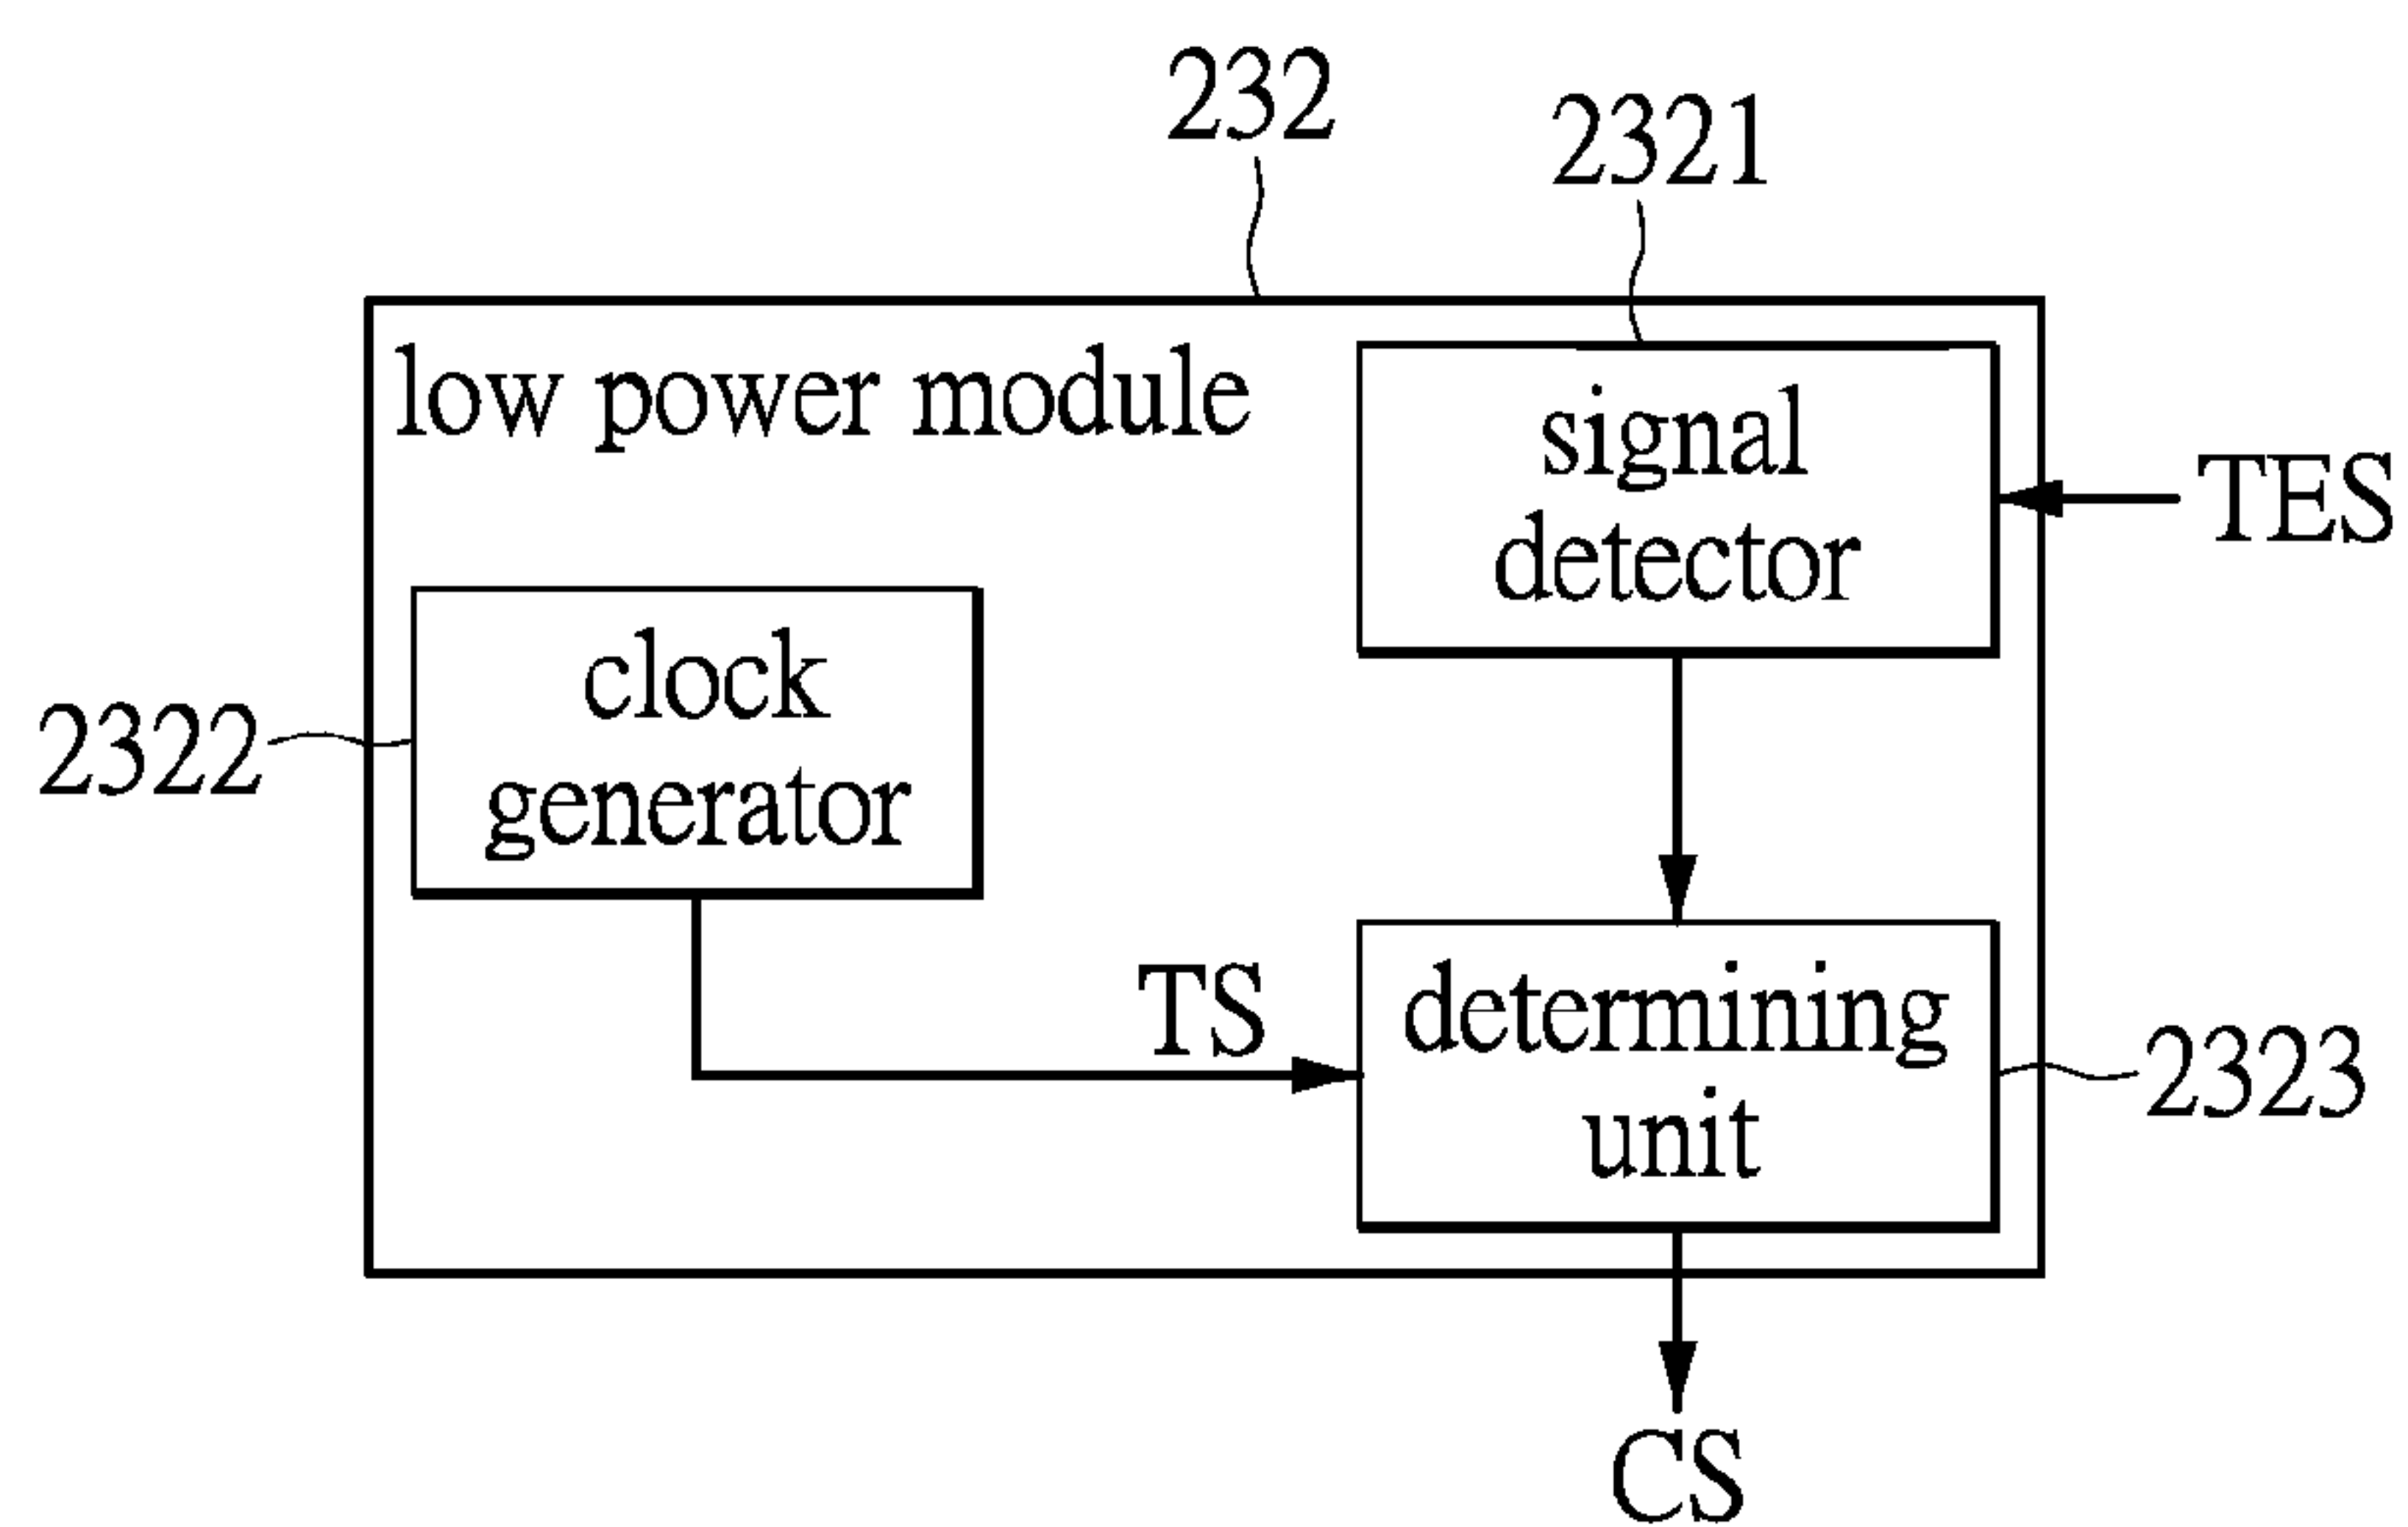 232
2321
low power module
signal
detector
TES
clock
generator
2322
TS
determining
unit
2323
CS